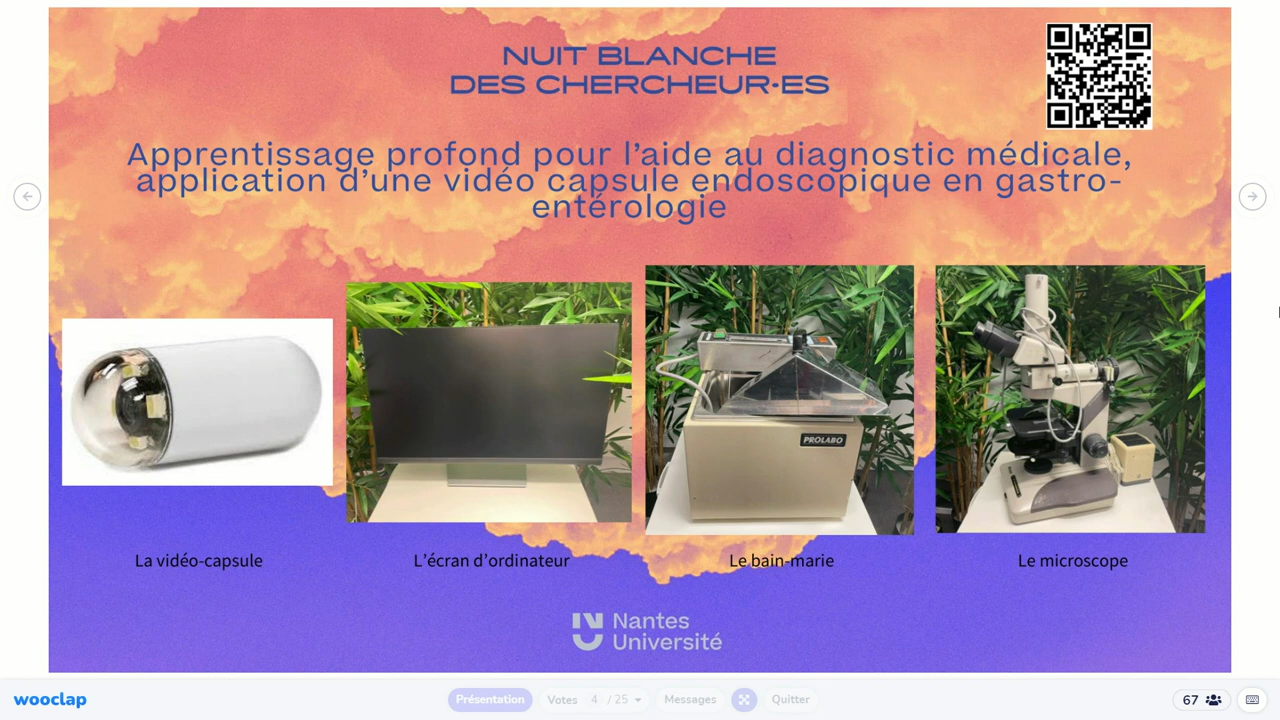 NUIT BLANCHE
DES CHERCHEUR·ES
Apprentissage profond pour l’aide au diagnostic médicale,
application d’une vidéo capsule endoscopique en gastro-
entérologie
PROLABO
La vidéo-capsule
L’écran d’ordinateur
Le bain-marie
Le microscope
Nantes
Université
wooclap
Présentation
Votes 4 / 25
Messages
Quitter
67